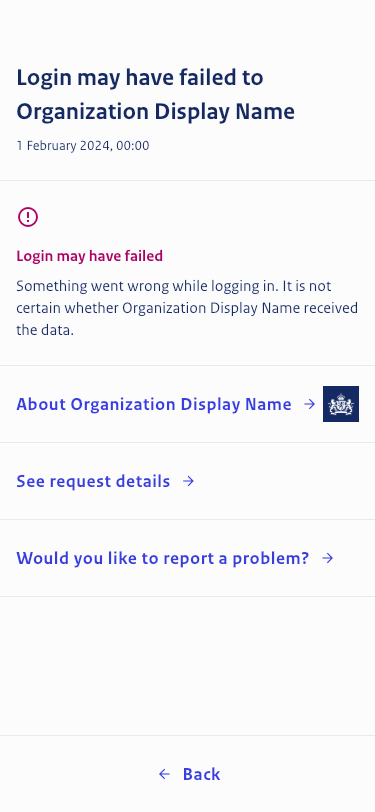 Login may have failed to
Organization Display Name
1 February 2024, 00:00
Login may have failed
Something went wrong while logging in. It is not
certain whether Organization Display Name received
the data.
About Organization Display Name
See request details
Would you like to report a problem?
Back